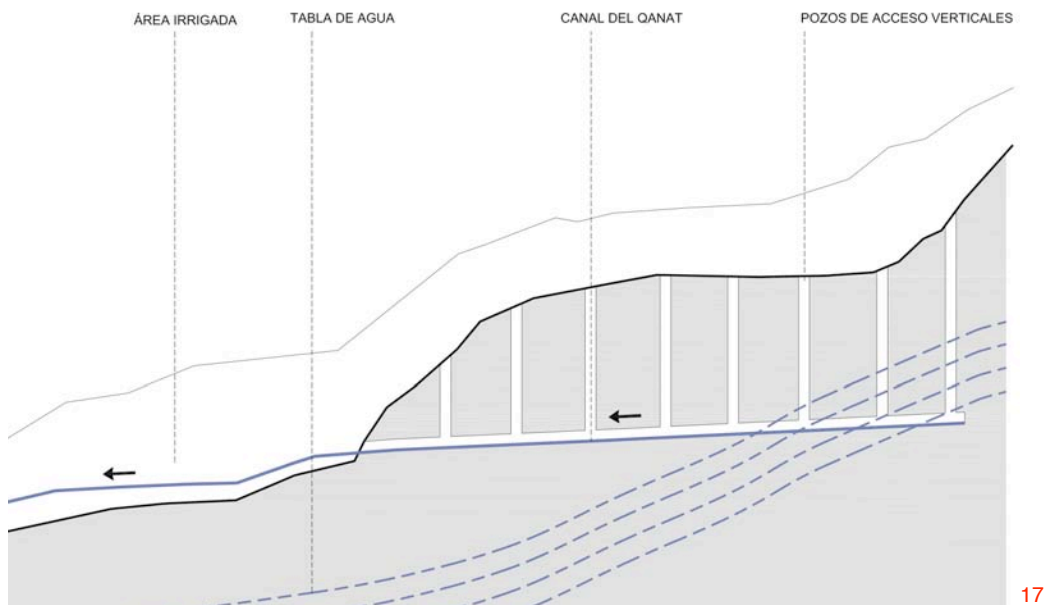 ÁREA IRRIGADA
TABLA DE AGUA
CANAL DEL QANAT
POZOS DE ACCESO VERTICALES
17